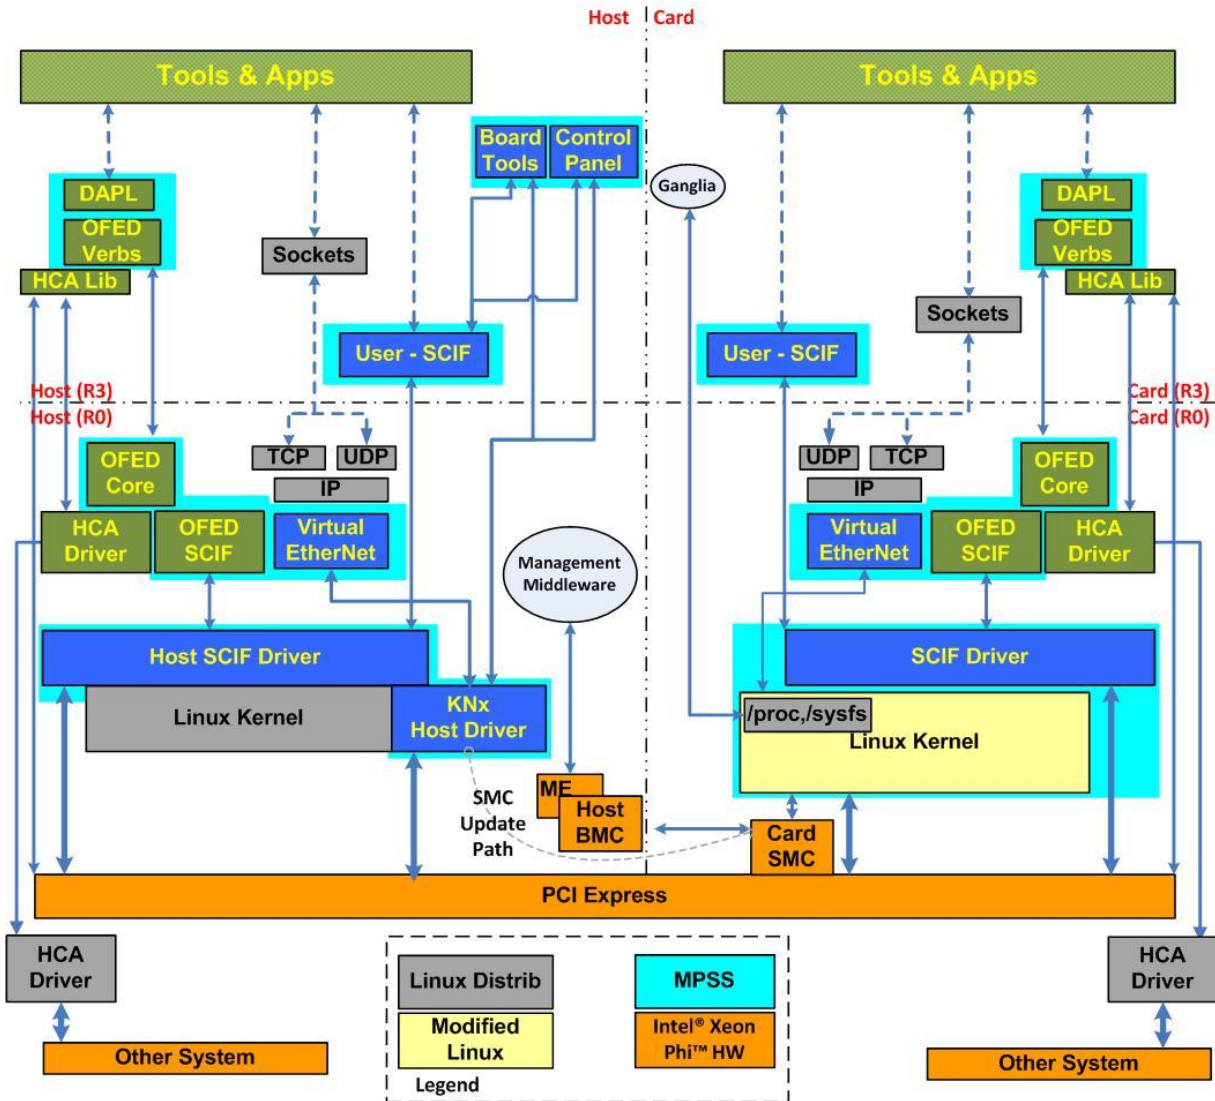 Host
Card
Tools & Apps
Tools & Apps
Board
Tools
Control
Panel
Ganglia
DAPL
OFED
Verbs
HCA Lib
Sockets
User - SCIF
DAPL
OFED
Verbs
HCA Lib
Sockets
User - SCIF
Host (R3)
Host (R0)
Card (R3)
Card (R0)
TCP
UDP
IP
OFED
Core
HCA
Driver
OFED
SCIF
Virtual
EtherNet
Management
Middleware
UDP
TCP
IP
OFED
Core
Virtual
EtherNet
OFED
SCIF
HCA
Driver
Host SCIF Driver
Linux Kernel
KNx
Host Driver
SCIF Driver
/proc,/sysfs
Linux Kernel
SMC
Update
Path
ME
Host
BMC
Card
SMC
PCI Express
HCA
Driver
Other System
HCA
Driver
Other System
Linux Distrib
MPSS
Modified
Linux
Intel® Xeon
Phi™ HW
Legend